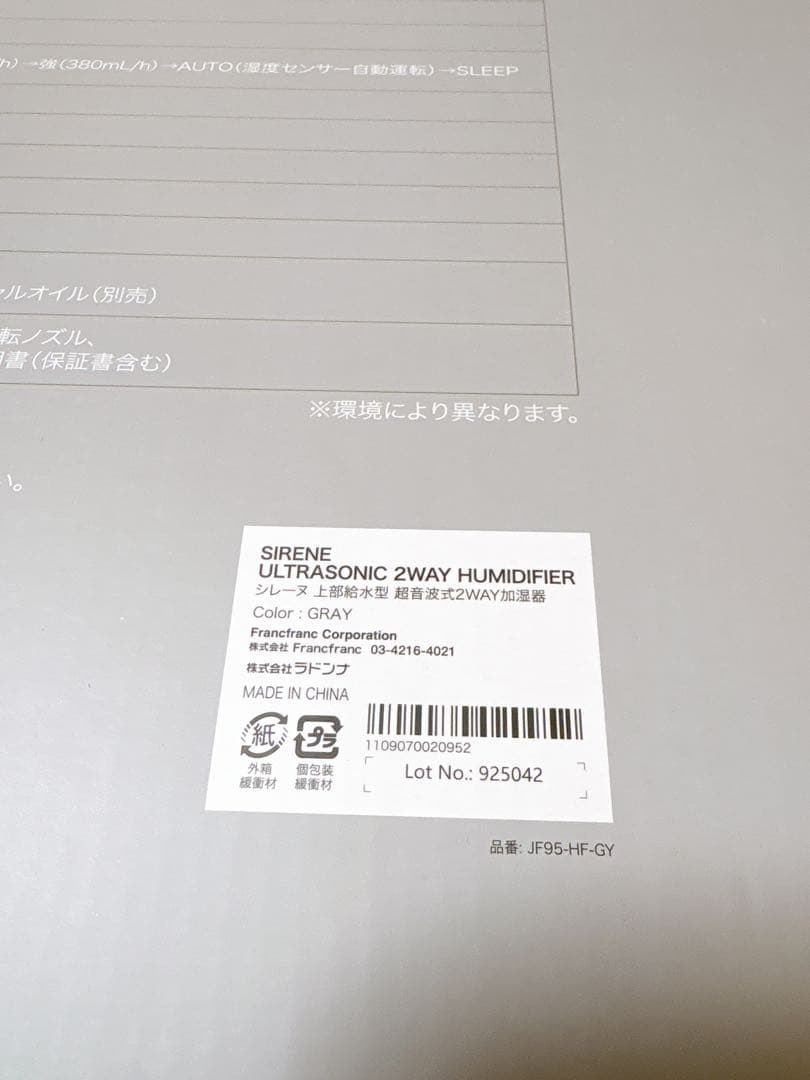 /h)→強(380mL/h)→AUTO(湿度センサー自動運転)→SLEEP
ャルオイル(別売)
転ノズル、
書(保証書含む)
※環境により異なります。
い。
SIRENE
ULTRASONIC 2WAY HUMIDIFIER
シレーヌ 上部給水型 超音波式2WAY加湿器
Color : GRAY
Francfranc Corporation
株式会社 Francfranc 03-4216-4021
株式会社ラドンナ
MADE IN CHINA
紙 プラ
外箱 個包装
緩衝材 緩衝材
1109070020952
Lot No.: 925042
品番: JF95-HF-GY